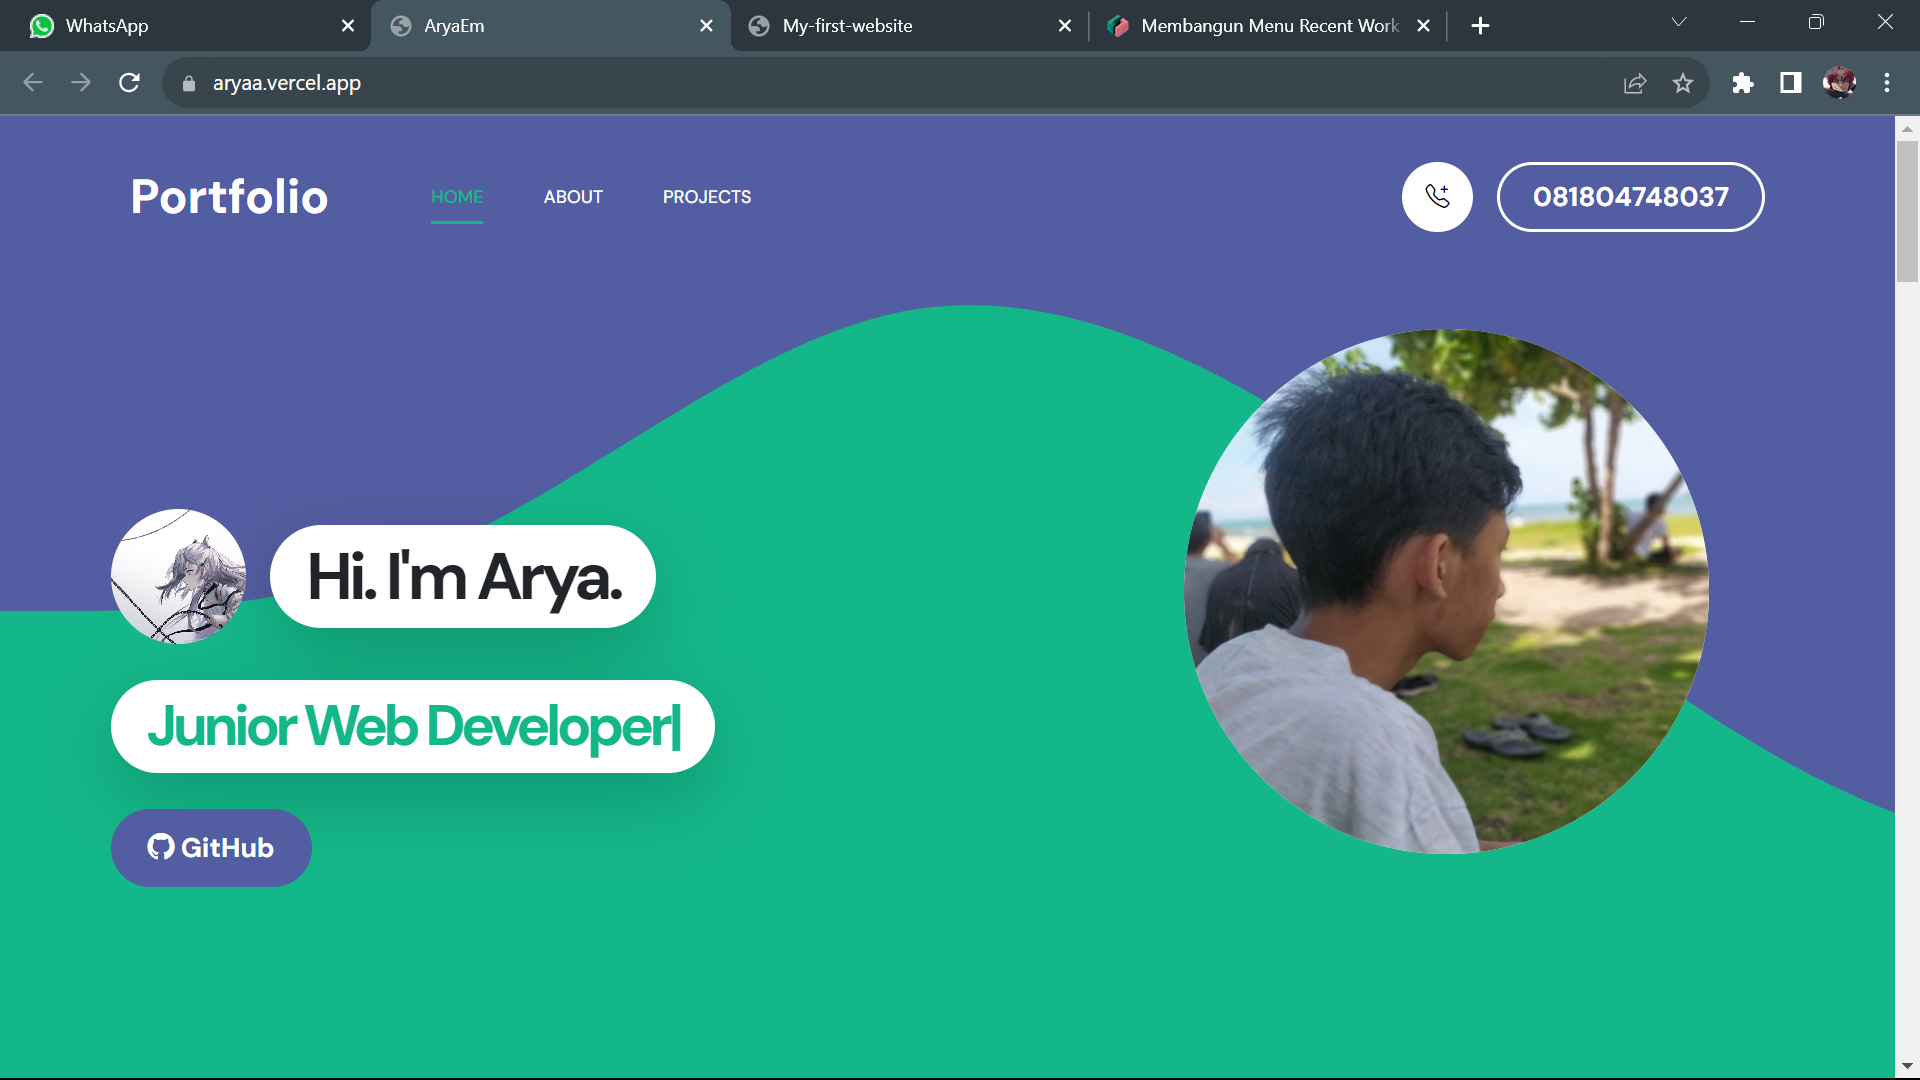 WhatsApp
AryaEm
My-first-website
Membangun Menu Recent Work
aryaa.vercel.app
Portfolio
HOME
ABOUT
PROJECTS
081804748037
Hi. I'm Arya.
Junior Web Developer|
GitHub